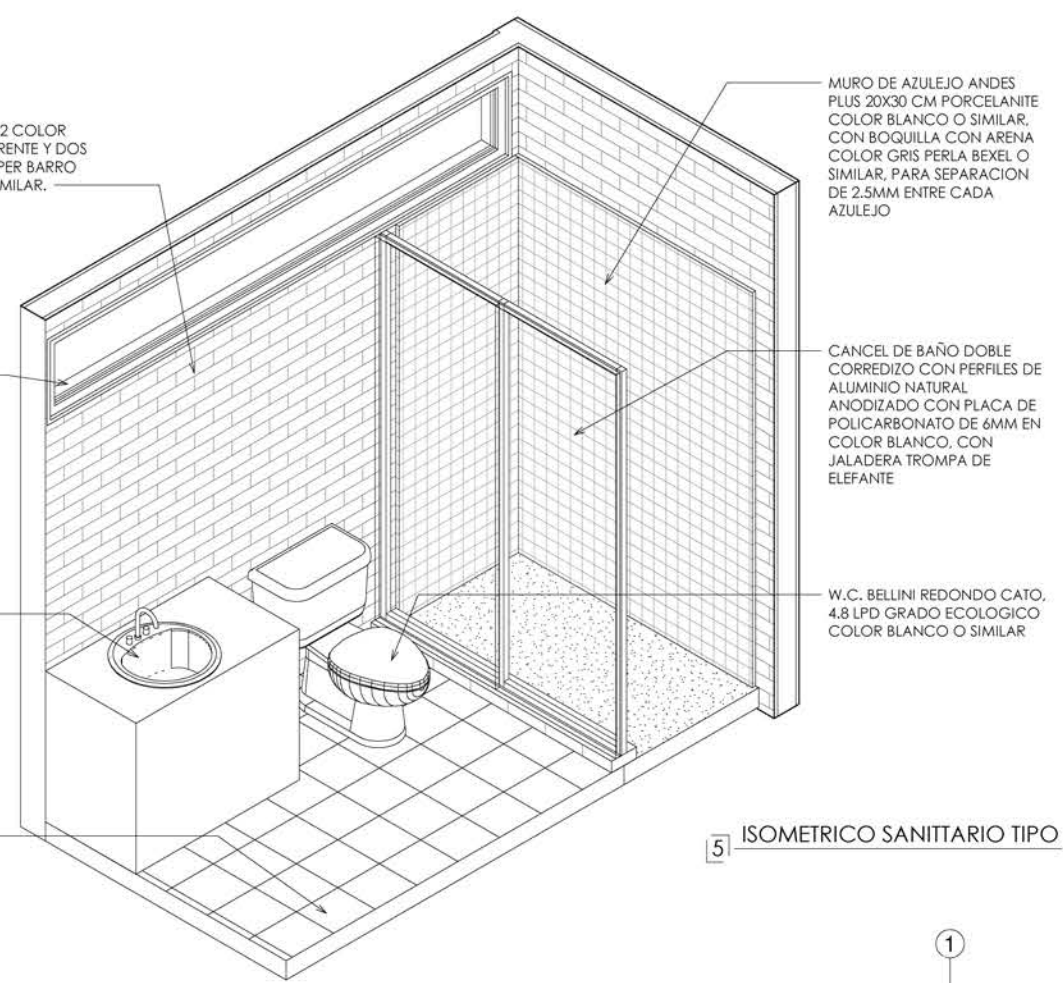 2 COLOR
RENTE Y DOS
PER BARRO
MILAR.
MURO DE AZULEJO ANDES
PLUS 20X30 CM PORCELANITE
COLOR BLANCO O SIMILAR,
CON BOQUILLA CON ARENA
COLOR GRIS PERLA BEXEL O
SIMILAR, PARA SEPARACION
DE 2.5MM ENTRE CADA
AZULEJO
CANCEL DE BAÑO DOBLE
CORREDIZO CON PERFILES DE
ALUMINIO NATURAL
ANODIZADO CON PLACA DE
POLICARBONATO DE 6MM EN
COLOR BLANCO, CON
JALADERA TROMPA DE
ELEFANTE
W.C. BELLINI REDONDO CATO,
4.8 LPD GRADO ECOLOGICO
COLOR BLANCO O SIMILAR
5 ISOMETRICO SANITTARIO TIPO
1